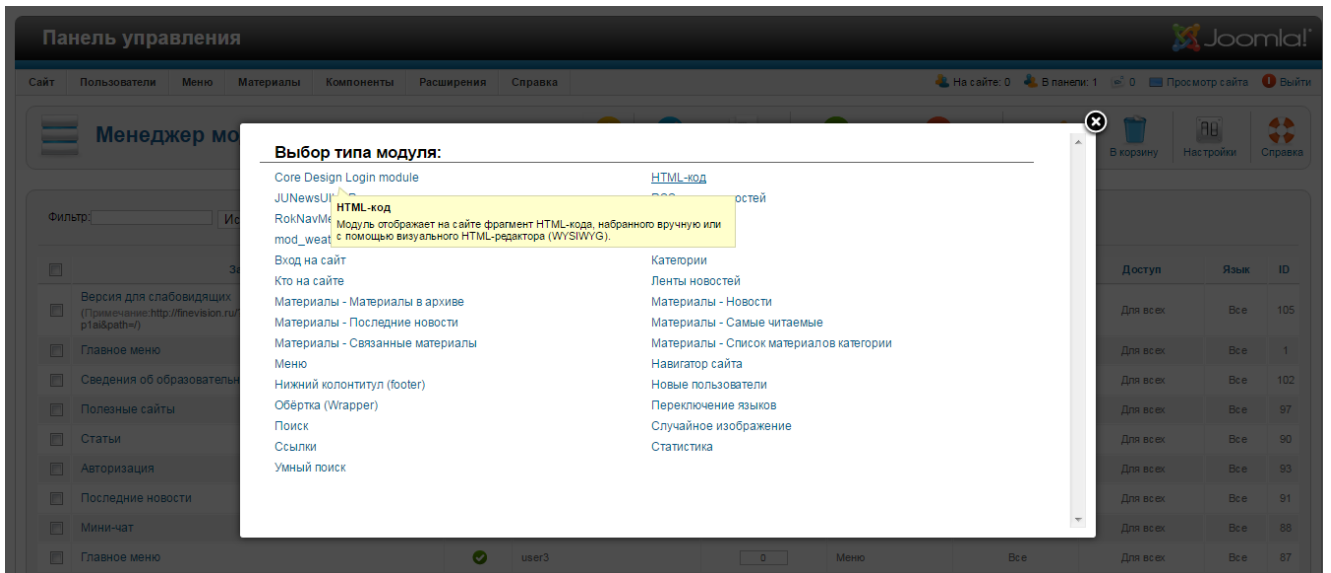 Панель управления
Joomla!
Сайт Пользователи Меню Материалы Компоненты Расширения Справка
На сайте: 0 В панели: 1 0 Просмотр сайта Выйти
Менеджер мо
В корзину Настройки Справка
Выбор типа модуля:
Core Design Login module HTML-код
JUNewsUl остей
RokNavMe
mod_weat
HTML-код
Модуль отображает на сайте фрагмент HTML-кода, набранного вручную или
с помощью визуального HTML-редактора (WYSIWYG).
Вход на сайт Категории
Кто на сайте Ленты новостей
Материалы - Материалы в архиве Материалы - Новости
Материалы - Последние новости Материалы - Самые читаемые
Материалы - Связанные материалы Материалы - Список материалов категории
Меню Навигатор сайта
Нижний колонтитул (footer) Новые пользователи
Обёртка (Wrapper) Переключение языков
Поиск Случайное изображение
Ссылки Статистика
Умный поиск
Фильтр: Ис
За Доступ Язык ID
Версия для слабовидящих
(Примечание:http://finevision.ru/
p1ai&path=/) Для всех Все 105
Главное меню Для всех Все 1
Сведения об образовательн Для всех Все 102
Полезные сайты Для всех Все 97
Статьи Для всех Все 90
Авторизация Для всех Все 93
Последние новости Для всех Все 91
Мини-чат Для всех Все 88
Главное меню user3 0 Меню Все Для всех Все 87